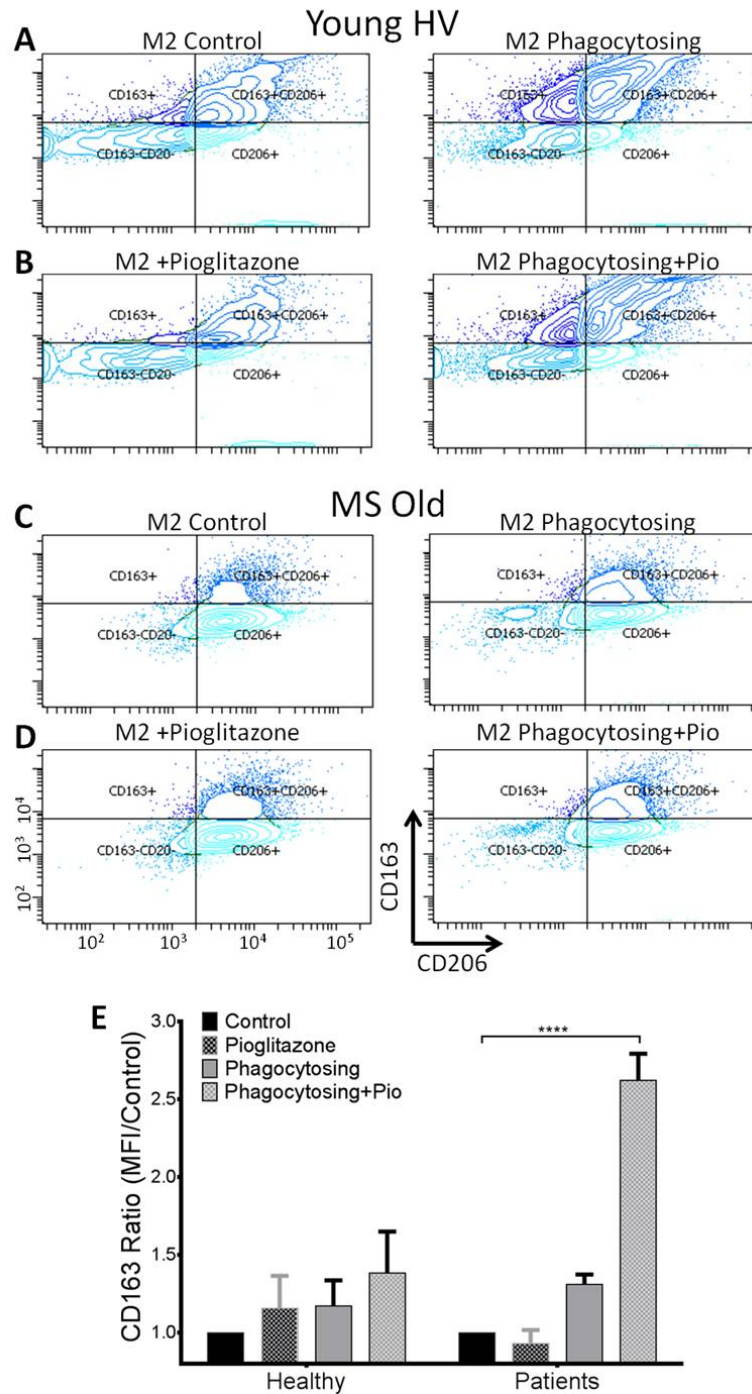 Young HV
A
M2 Control
M2 Phagocytosing
CD163+
CD163+CD206+
CD163-CD20-
CD206+
CD163+
CD163+CD206+
CD163-CD20-
CD206+
B
M2 +Pioglitazone
M2 Phagocytosing+Pio
CD163+
CD163+CD206+
CD163-CD20-
CD206+
CD163+
CD163+CD206+
CD163-CD20-
CD206+
MS Old
C
M2 Control
M2 Phagocytosing
CD163+
CD163+CD206+
CD163-CD20-
CD206+
CD163+
CD163+CD206+
CD163-CD20-
CD206+
D
M2 +Pioglitazone
M2 Phagocytosing+Pio
CD163+
CD163+CD206+
CD163-CD20-
CD206+
10⁴
10³
10²
10² 10³ 10⁴ 10⁵
CD163+
CD163+CD206+
CD163-CD20-
CD206+
CD163
CD206
E
CD163 Ratio (MFI/Control)
3.0
2.5
2.0
1.5
1.0
Control
Pioglitazone
Phagocytosing
Phagocytosing+Pio
****
Healthy
Patients